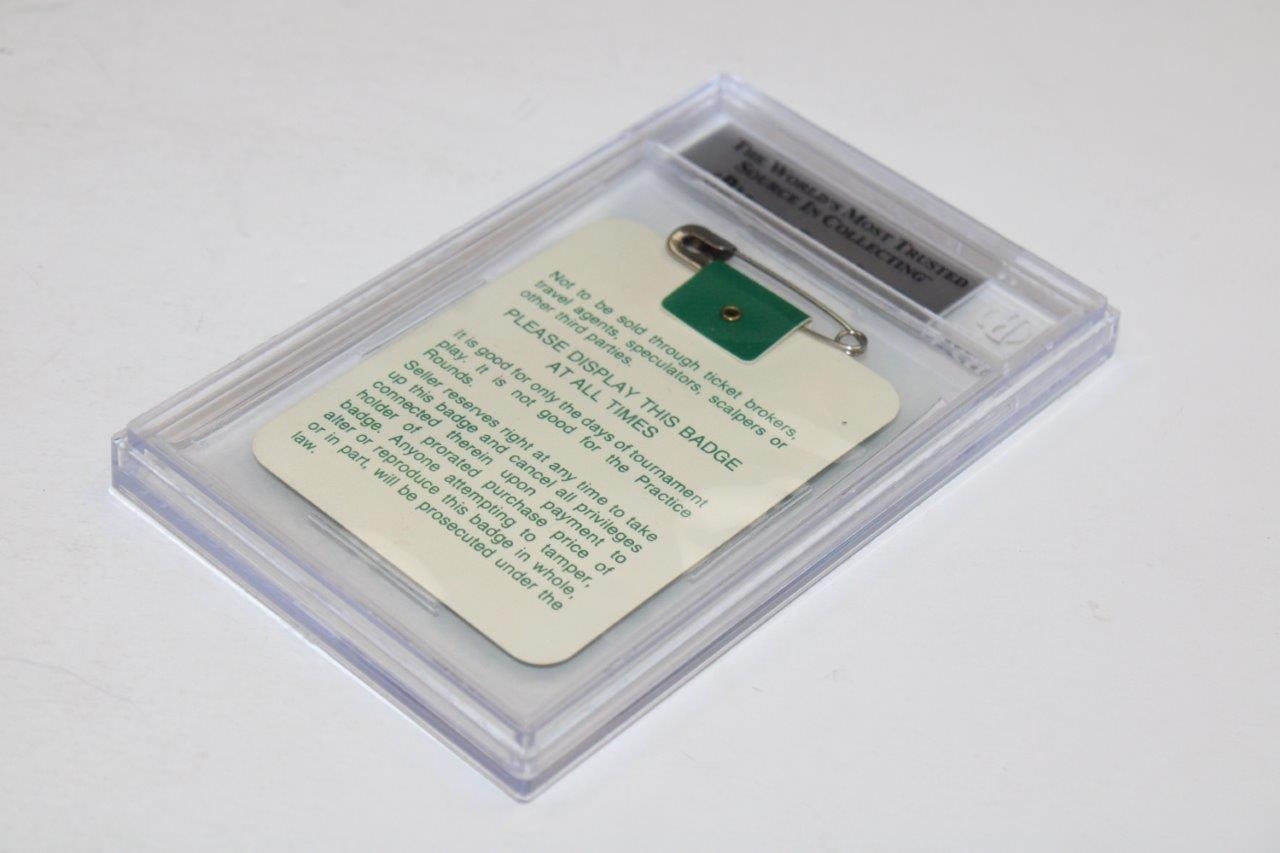 THE WORLD'S MOST TRUSTED
SOURCE IN COLLECTING™
Not to be sold through ticket brokers,
travel agents, speculators, scalpers or
other third parties.
PLEASE DISPLAY THIS BADGE
AT ALL TIMES
It is good for only the days of tournament
play. It is not good for the Practice
Rounds.
Seller reserves right at any time to take
up this badge and cancel all privileges
connected therein upon payment to
holder of prorated purchase price of
badge. Anyone attempting to tamper,
alter or reproduce this badge in whole,
or in part, will be prosecuted under the
law.